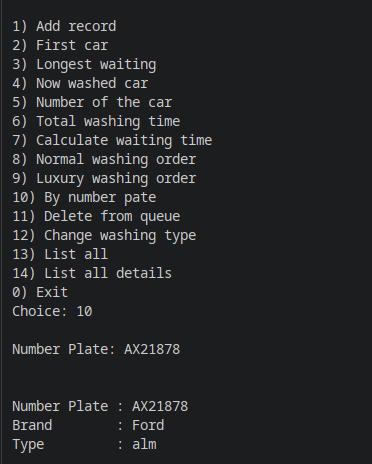 1) Add record
2) First car
3) Longest waiting
4) Now washed car
5) Number of the car
6) Total washing time
7) Calculate waiting time
8) Normal washing order
9) Luxury washing order
10) By number pate
11) Delete from queue
12) Change washing type
13) List all
14) List all details
0) Exit
Choice: 10
Number Plate: AX21878
Number Plate : AX21878
Brand        : Ford
Type         : alm